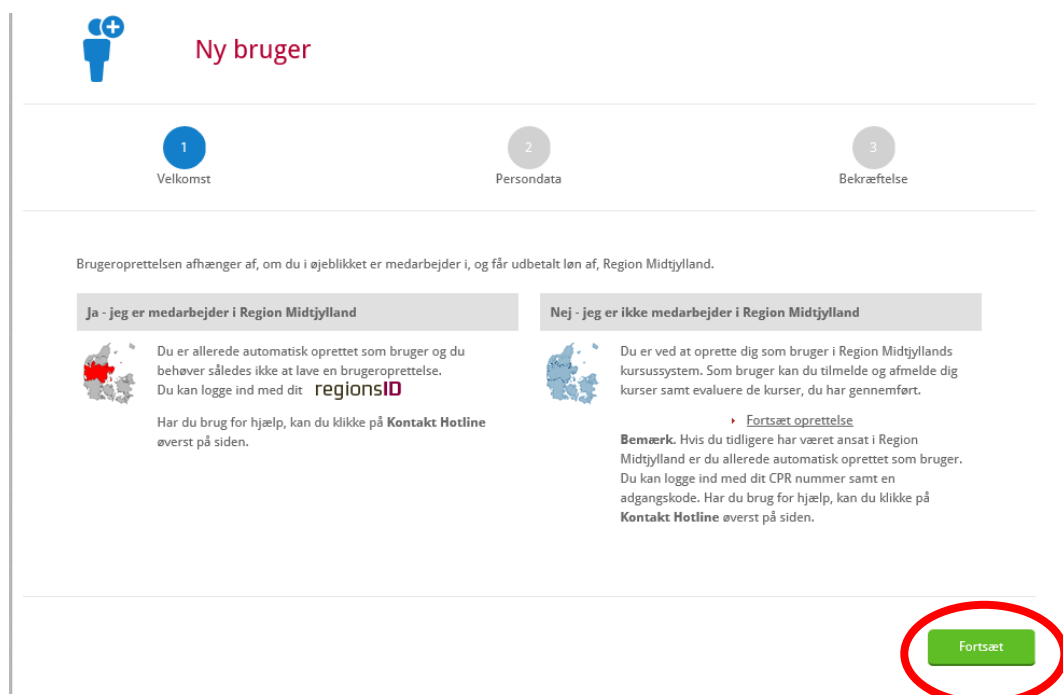 Ny bruger
1
2
3
Velkomst
Persondata
Bekræftelse
Brugeroprettelsen afhænger af, om du i øjeblikket er medarbejder i, og får udbetalt løn af, Region Midtjylland.
Ja - jeg er medarbejder i Region Midtjylland
Du er allerede automatisk oprettet som bruger og du
behøver således ikke at lave en brugeroprettelse.
Du kan logge ind med dit regionsID
Har du brug for hjælp, kan du klikke på Kontakt Hotline
øverst på siden.
Nej - jeg er ikke medarbejder i Region Midtjylland
Du er ved at oprette dig som bruger i Region Midtjyllands
kursussystem. Som bruger kan du tilmelde og afmelde dig
kurser samt evaluere de kurser, du har gennemført.
Fortsæt oprettelse
Bemærk. Hvis du tidligere har været ansat i Region
Midtjylland er du allerede automatisk oprettet som bruger.
Du kan logge ind med dit CPR nummer samt en
adgangskode. Har du brug for hjælp, kan du klikke på
Kontakt Hotline øverst på siden.
Fortsæt